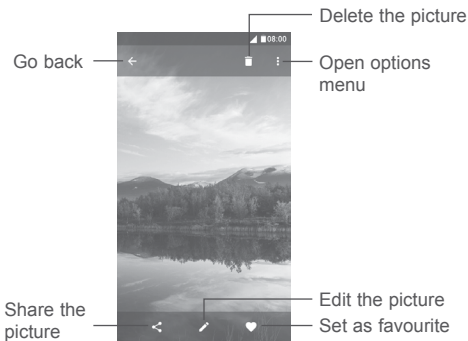 Delete the picture
08:00
Go back
Open options
menu
Share the
picture
Edit the picture
Set as favourite